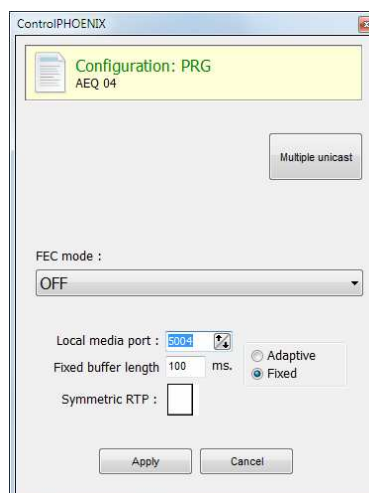 ControlPHOENIX
Configuration: PRG
AEQ 04
Multiple unicast
FEC mode :
OFF
Local media port : 5004
Adaptive
Fixed buffer length 100 ms.
Fixed
Symmetric RTP :
Apply Cancel